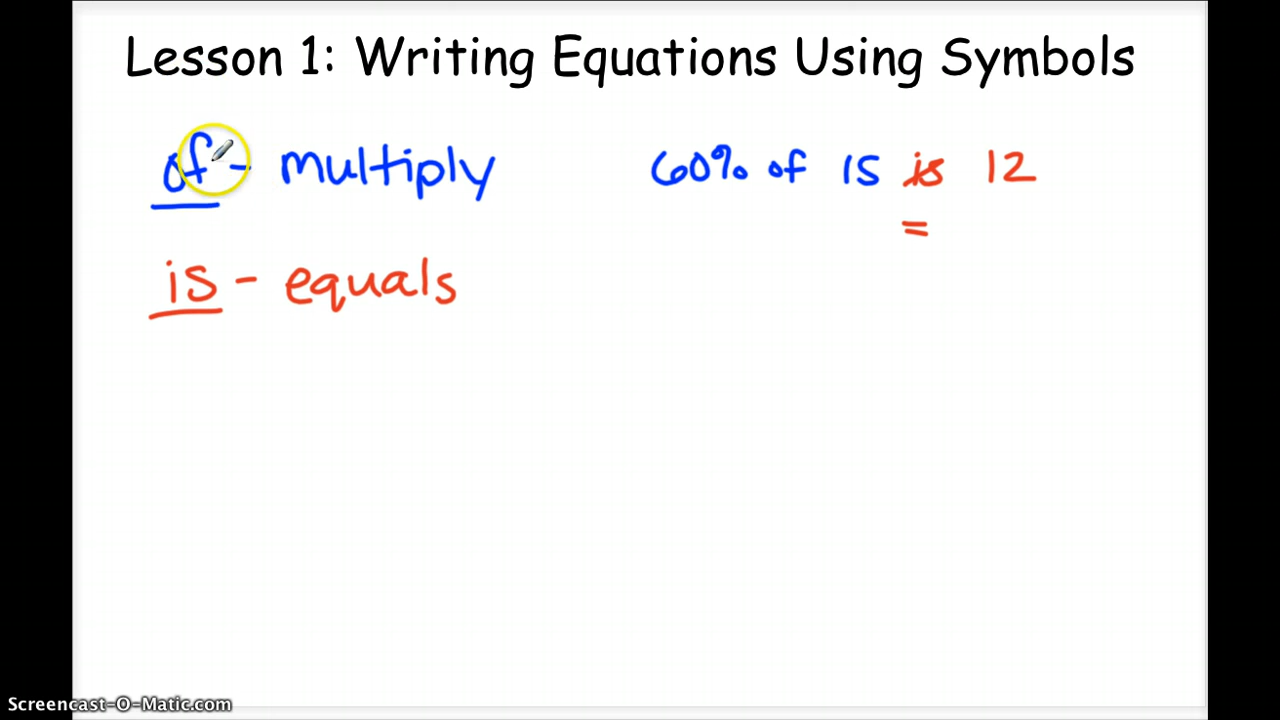 Lesson 1: Writing Equations Using Symbols
of - multiply
60% of 15 is 12
=
is - equals
Screencast-O-Matic.com